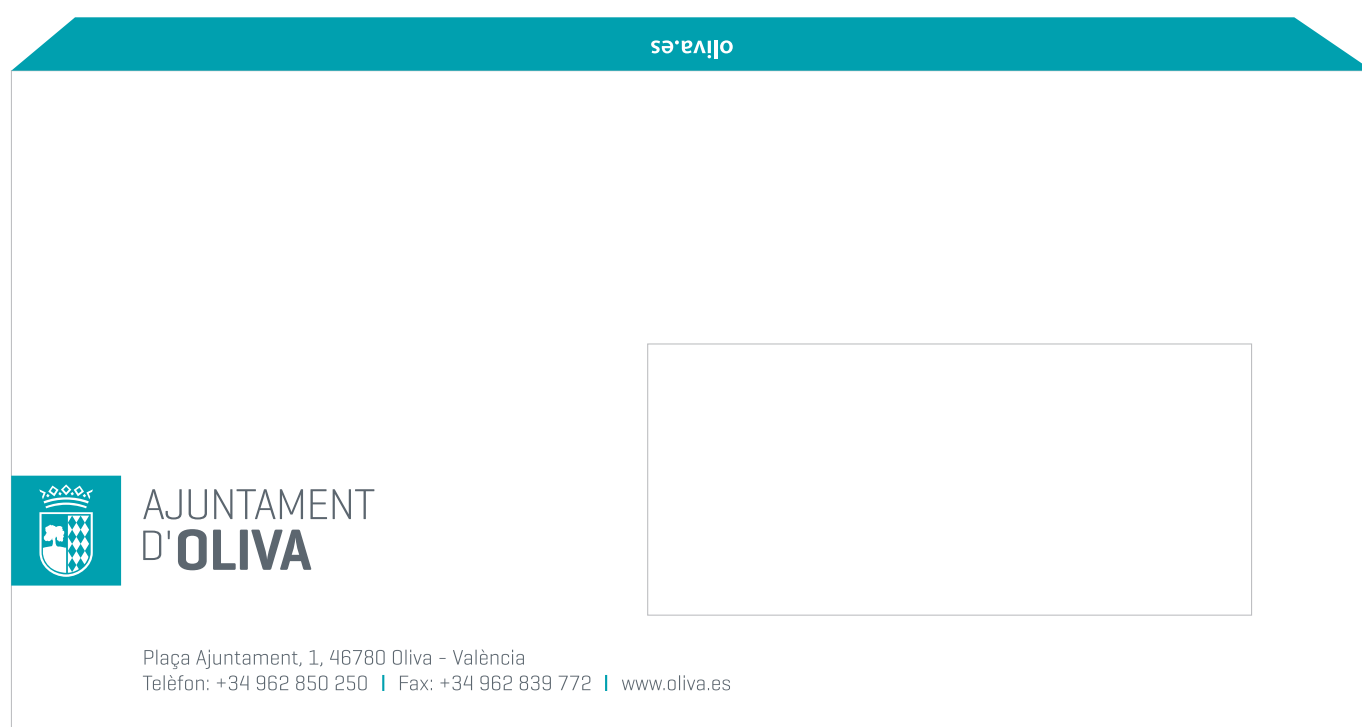 oliva.es
AJUNTAMENT
D'OLIVA
Plaça Ajuntament, 1, 46780 Oliva - València
Telèfon: +34 962 850 250 | Fax: +34 962 839 772 | www.oliva.es